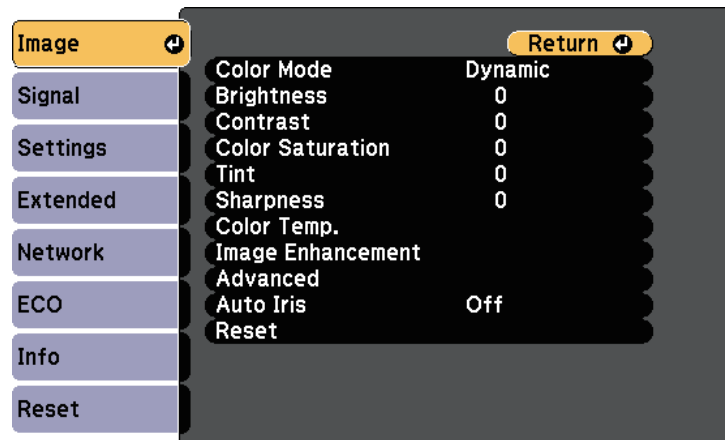 Image
Signal
Settings
Extended
Network
ECO
Info
Reset
Return
Color Mode Dynamic
Brightness 0
Contrast 0
Color Saturation 0
Tint 0
Sharpness 0
Color Temp.
Image Enhancement
Advanced
Auto Iris Off
Reset